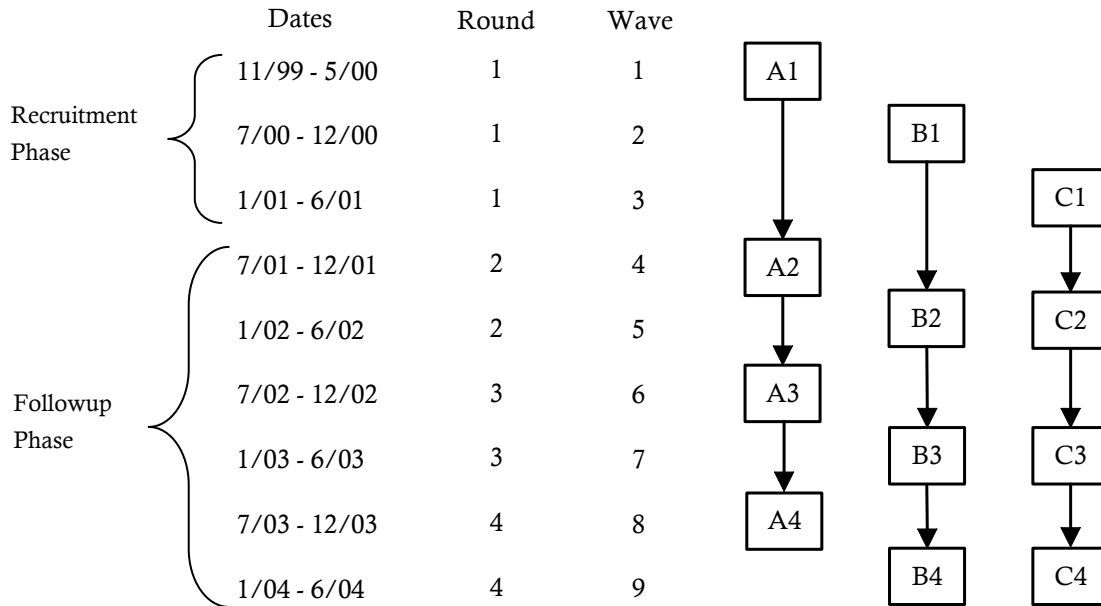 Dates Round Wave
11/99 - 5/00 1 1 A1
Recruitment
Phase
7/00 - 12/00 1 2 B1
1/01 - 6/01 1 3 C1
7/01 - 12/01 2 4 A2
1/02 - 6/02 2 5 B2 C2
7/02 - 12/02 3 6 A3
Followup
Phase
1/03 - 6/03 3 7 B3 C3
7/03 - 12/03 4 8 A4
1/04 - 6/04 4 9 B4 C4